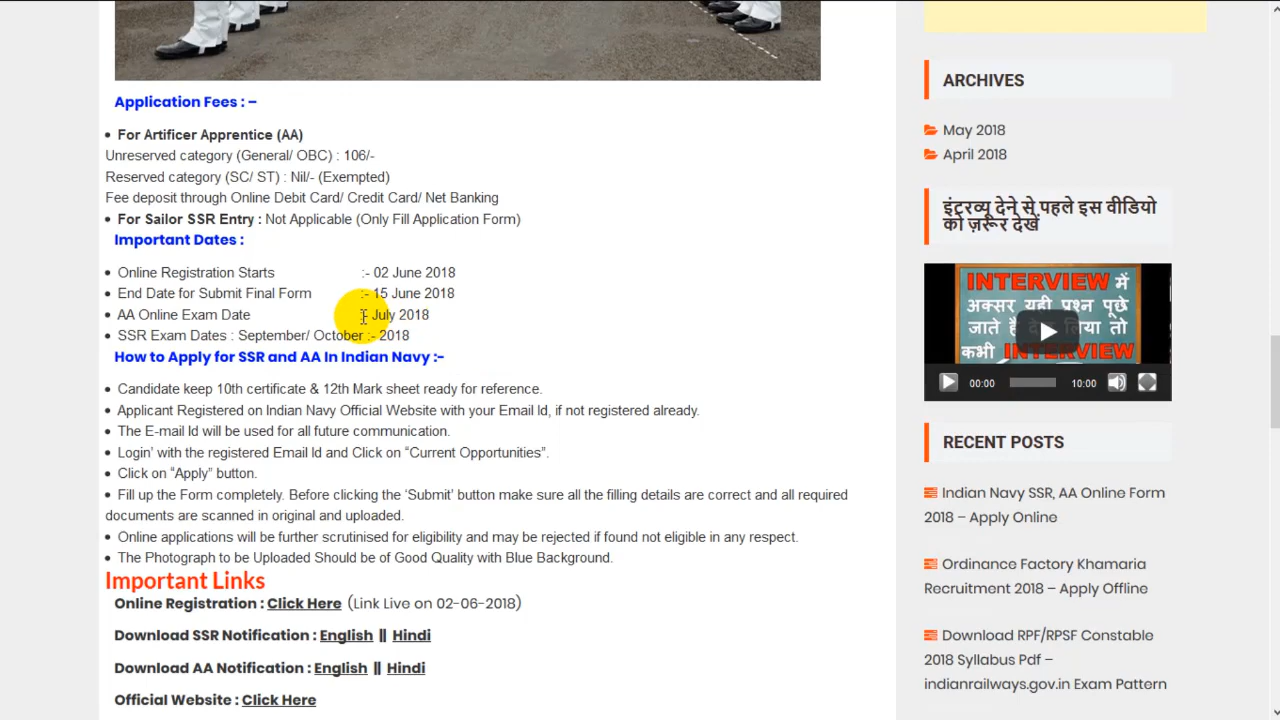 Application Fees : –
• For Artificer Apprentice (AA)
Unreserved category (General/ OBC) : 106/-
Reserved category (SC/ ST) : Nil/- (Exempted)
Fee deposit through Online Debit Card/ Credit Card/ Net Banking
• For Sailor SSR Entry : Not Applicable (Only Fill Application Form)
Important Dates :
• Online Registration Starts :- 02 June 2018
• End Date for Submit Final Form :- 15 June 2018
• AA Online Exam Date :- July 2018
• SSR Exam Dates : September/ October :- 2018
How to Apply for SSR and AA In Indian Navy :-
• Candidate keep 10th certificate & 12th Mark sheet ready for reference.
• Applicant Registered on Indian Navy Official Website with your Email Id, if not registered already.
• The E-mail Id will be used for all future communication.
• Login’ with the registered Email Id and Click on “Current Opportunities”.
• Click on “Apply” button.
• Fill up the Form completely. Before clicking the ‘Submit’ button make sure all the filling details are correct and all required
documents are scanned in original and uploaded.
• Online applications will be further scrutinised for eligibility and may be rejected if found not eligible in any respect.
• The Photograph to be Uploaded Should be of Good Quality with Blue Background.
Important Links
Online Registration : Click Here (Link Live on 02-06-2018)
Download SSR Notification : English || Hindi
Download AA Notification : English || Hindi
Official Website : Click Here
ARCHIVES
May 2018
April 2018
इंटरव्यू देने से पहले इस वीडियो
को ज़रूर देखें
INTERVIEW में
अक्सर यही प्रश्न पूछे
जाते है लिया तो
कभी INTERVIEW में
00:00 10:00
RECENT POSTS
Indian Navy SSR, AA Online Form
2018 – Apply Online
Ordinance Factory Khamaria
Recruitment 2018 – Apply Offline
Download RPF/RPSF Constable
2018 Syllabus Pdf –
indianrailways.gov.in Exam Pattern